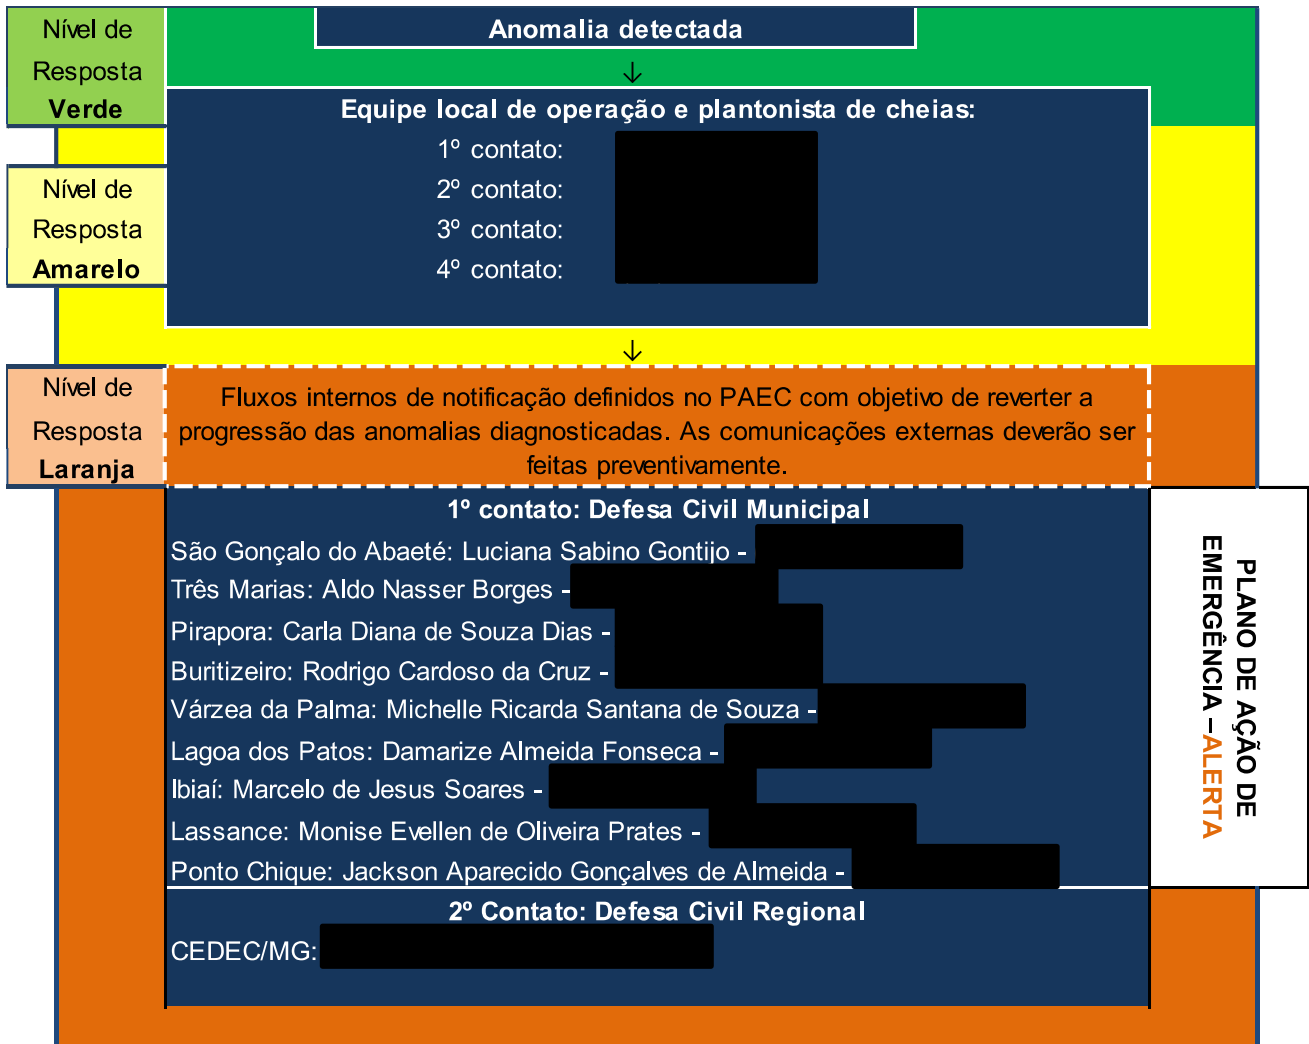 Nível de
Resposta
Verde
Anomalia detectada
↓
Equipe local de operação e plantonista de cheias:
1º contato:
2º contato:
3º contato:
4º contato:
Nível de
Resposta
Amarelo
↓
Nível de
Resposta
Laranja
Fluxos internos de notificação definidos no PAEC com objetivo de reverter a
progressão das anomalias diagnosticadas. As comunicações externas deverão ser
feitas preventivamente.
1º contato: Defesa Civil Municipal
São Gonçalo do Abaeté: Luciana Sabino Gontijo -
Três Marias: Aldo Nasser Borges -
Pirapora: Carla Diana de Souza Dias -
Buritizeiro: Rodrigo Cardoso da Cruz -
Várzea da Palma: Michelle Ricarda Santana de Souza -
Lagoa dos Patos: Damarize Almeida Fonseca -
Ibiaí: Marcelo de Jesus Soares -
Lassance: Monise Evellen de Oliveira Prates -
Ponto Chique: Jackson Aparecido Gonçalves de Almeida -
2º Contato: Defesa Civil Regional
CEDEC/MG:
PLANO DE AÇÃO DE
EMERGÊNCIA –ALERTA